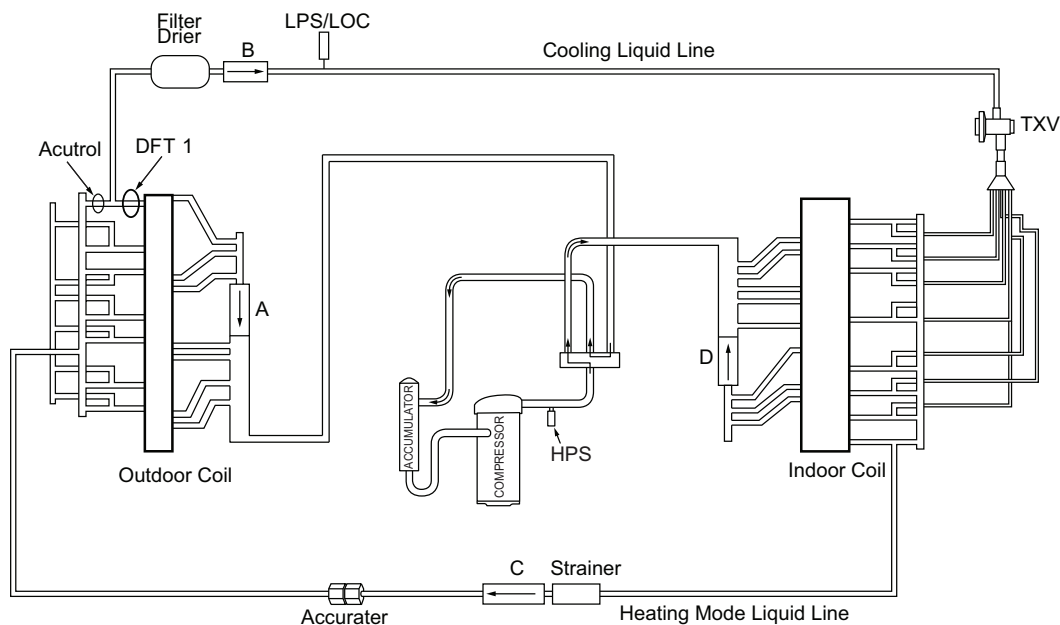 Filter
Drier
LPS/LOC
B
Cooling Liquid Line
TXV
Acutrol
DFT 1
A
D
ACCUMULATOR
COMPRESSOR
HPS
Outdoor Coil
Indoor Coil
C
Strainer
Accurater
Heating Mode Liquid Line